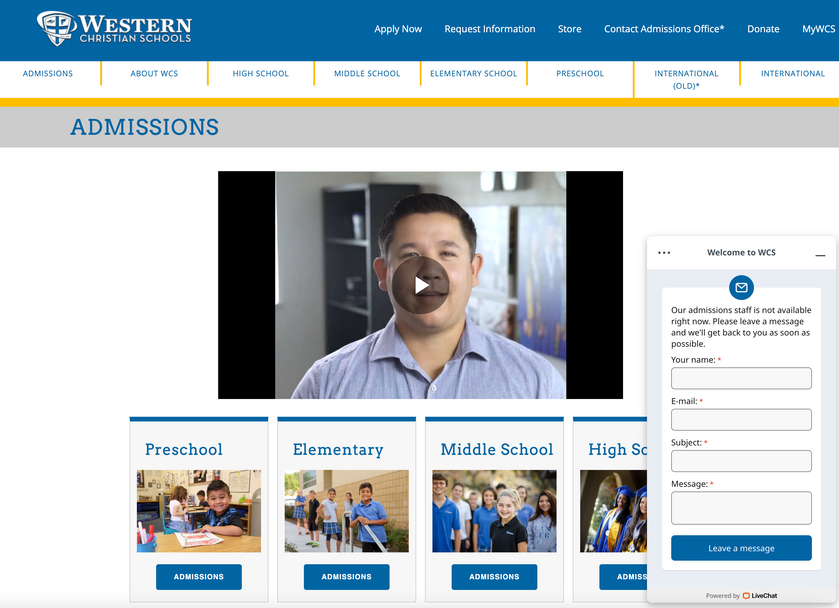 WESTERN
CHRISTIAN SCHOOLS
Apply Now
Request Information
Store
Contact Admissions Office*
Donate
MyWCS
ADMISSIONS
ABOUT WCS
HIGH SCHOOL
MIDDLE SCHOOL
ELEMENTARY SCHOOL
PRESCHOOL
INTERNATIONAL
(OLD)*
INTERNATIONAL
ADMISSIONS
Welcome to WCS
Our admissions staff is not available
right now. Please leave a message
and we'll get back to you as soon as
possible.
Your name: *
E-mail: *
Subject: *
Message: *
Leave a message
Powered by LiveChat
Preschool
Elementary
Middle School
High Sc
ADMISSIONS
ADMISSIONS
ADMISSIONS
ADMISS